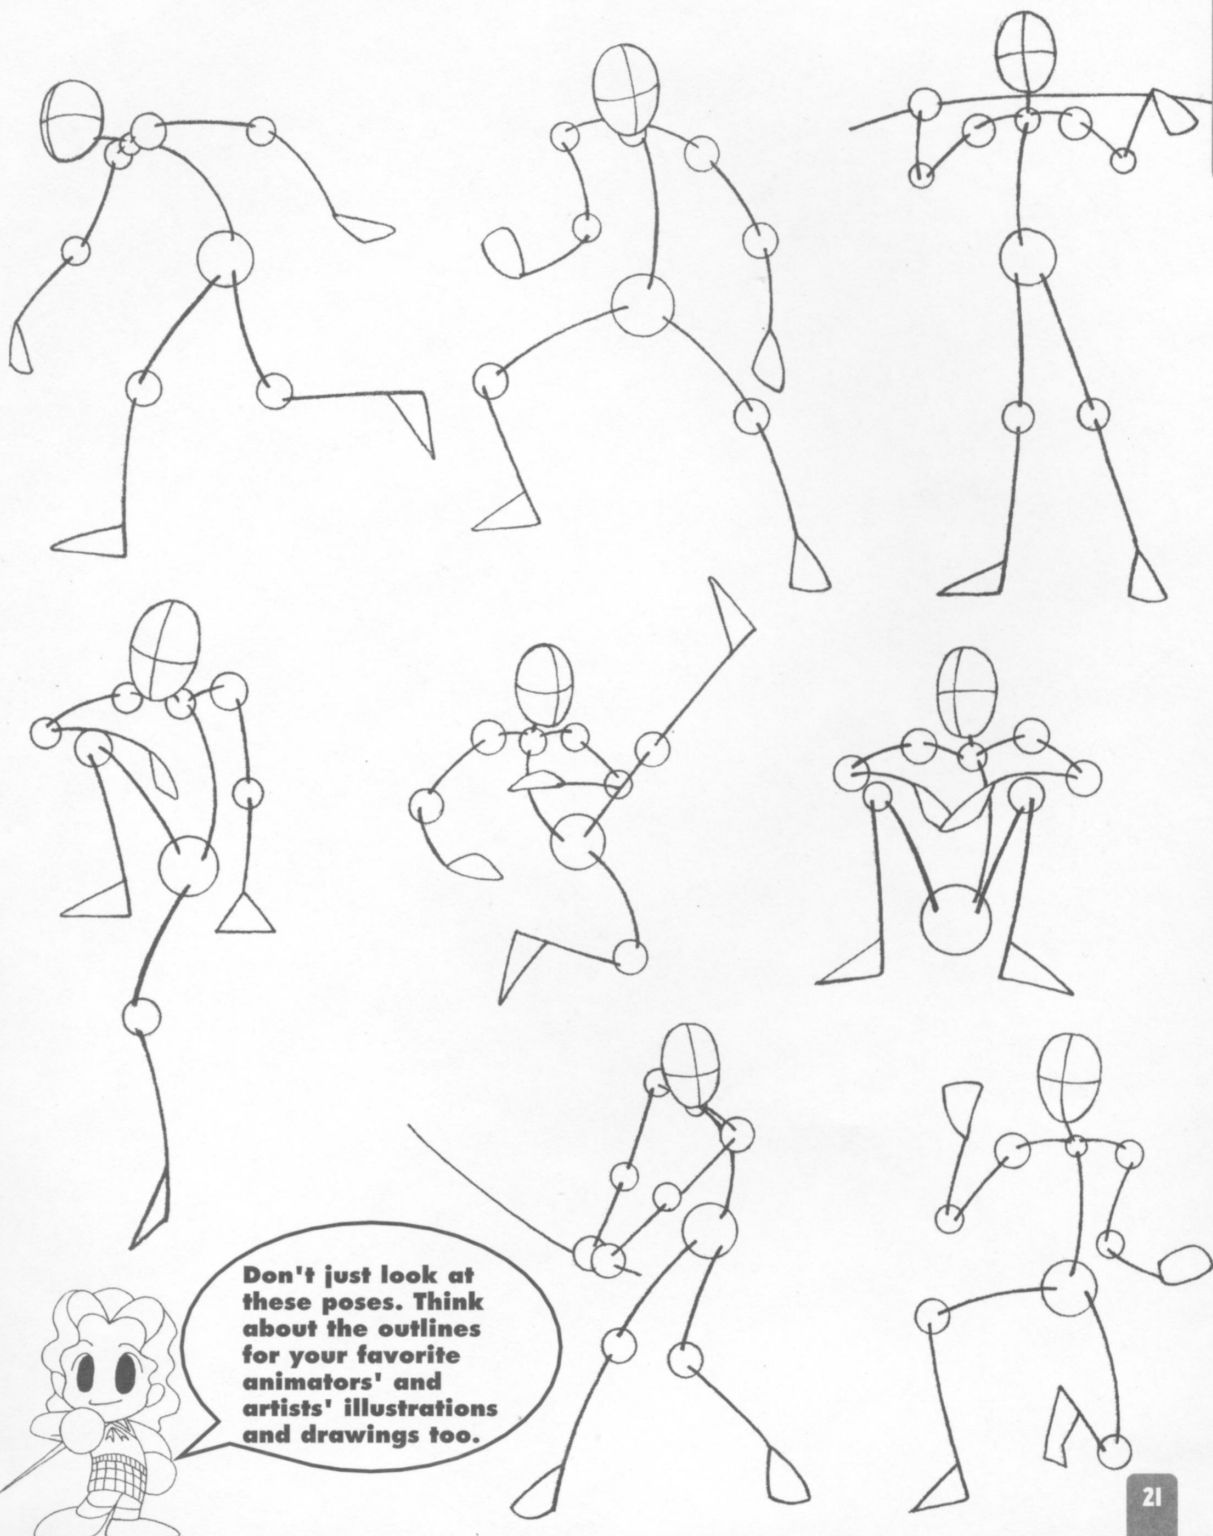 Don't just look at
these poses. Think
about the outlines
for your favorite
animators' and
artists' illustrations
and drawings too.
21